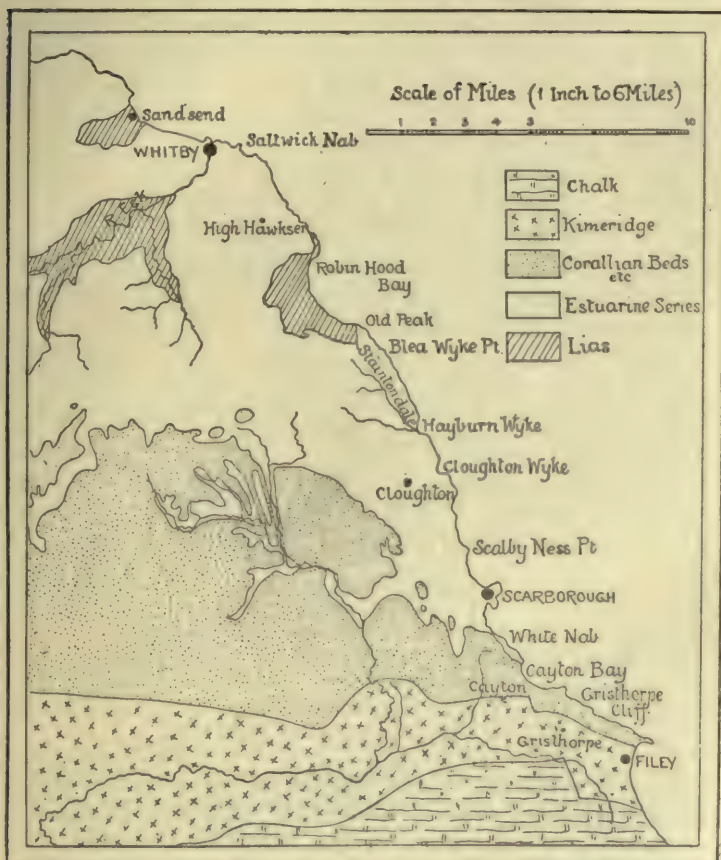 Scale of Miles (1 Inch to 6 Miles)
1 2 3 4 5 10
Sandsend
WHITBY
Saltwick Nab
High Hawkser
Robin Hood
Bay
Old Peak
Blea Wyke Pt.
Staintondale
Hayburn Wyke
Cloughton Wyke
Cloughton
Scalby Ness Pt
SCARBOROUGH
White Nab
Cayton Bay
Cayton
Gristhorpe
Cliff.
Gristhorpe
FILEY
Chalk
Kimeridge
Corallian Beds
etc
Estuarine Series
Lias